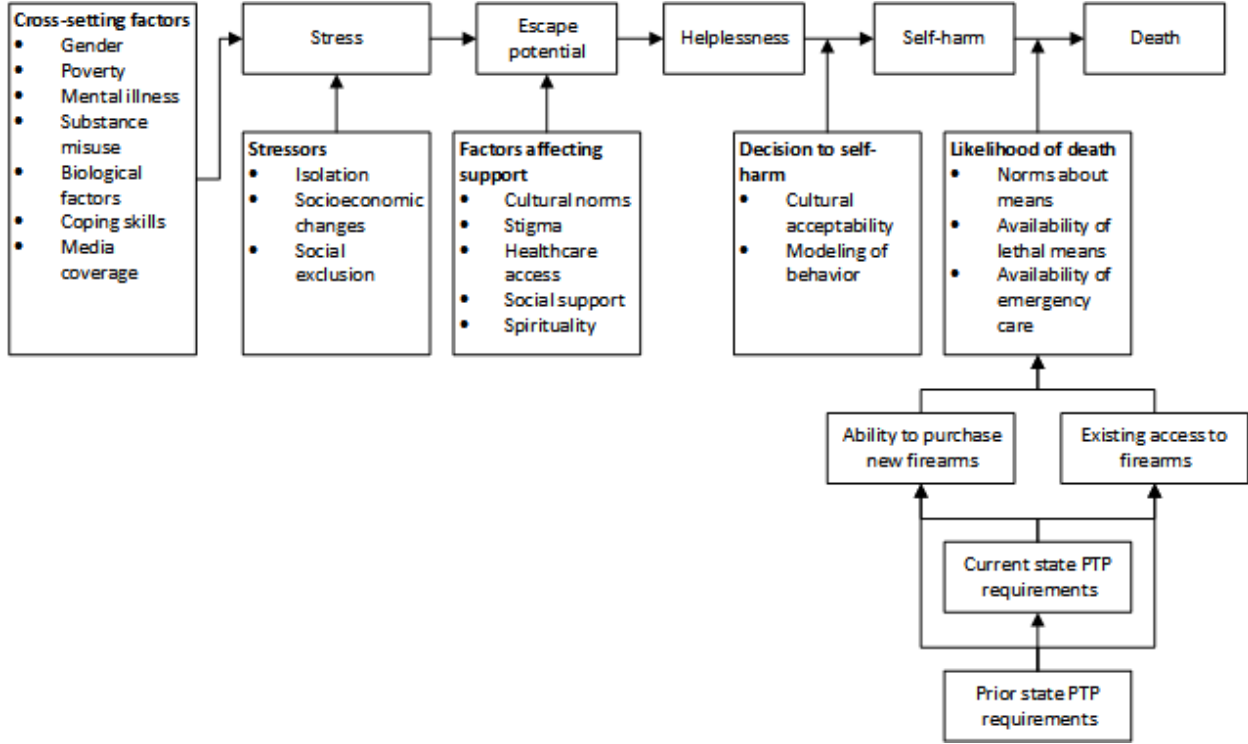 Cross-setting factors
• Gender
• Poverty
• Mental illness
• Substance
misuse
• Biological
factors
• Coping skills
• Media
coverage
Stress
Escape
potential
Helplessness
Self-harm
Death
Stressors
• Isolation
• Socioeconomic
changes
• Social
exclusion
Factors affecting
support
• Cultural norms
• Stigma
• Healthcare
access
• Social support
• Spirituality
Decision to self-
harm
• Cultural
acceptability
• Modeling of
behavior
Likelihood of death
• Norms about
means
• Availability of
lethal means
• Availability of
emergency
care
Ability to purchase
new firearms
Existing access to
firearms
Current state PTP
requirements
Prior state PTP
requirements